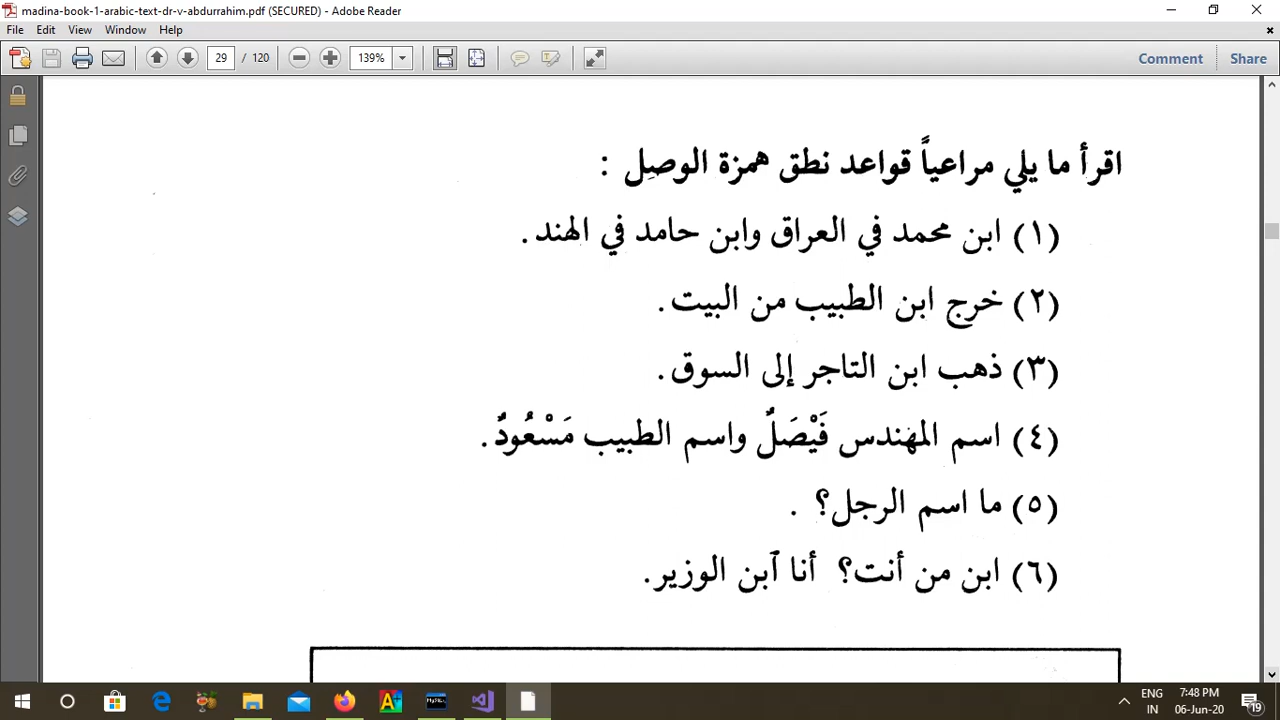 madina-book-1-arabic-text-dr-v-abdurrahim.pdf (SECURED) - Adobe Reader
File Edit View Window Help
29 / 120 139% Comment Share
اقرأ ما يلي مراعياً قواعد نطق همزة الوصل :
(١) ابن محمد في العراق وابن حامد في الهند.
(٢) خرج ابن الطبيب من البيت.
(٣) ذهب ابن التاجر إلى السوق.
(٤) اسم المهندس فَيْصَلٌ واسم الطبيب مَسْعُودٌ.
(٥) ما اسم الرجل؟ .
(٦) ابن من أنت؟ أنا ٱبن الوزير.
ENG 7:48 PM
IN 06-Jun-20 19